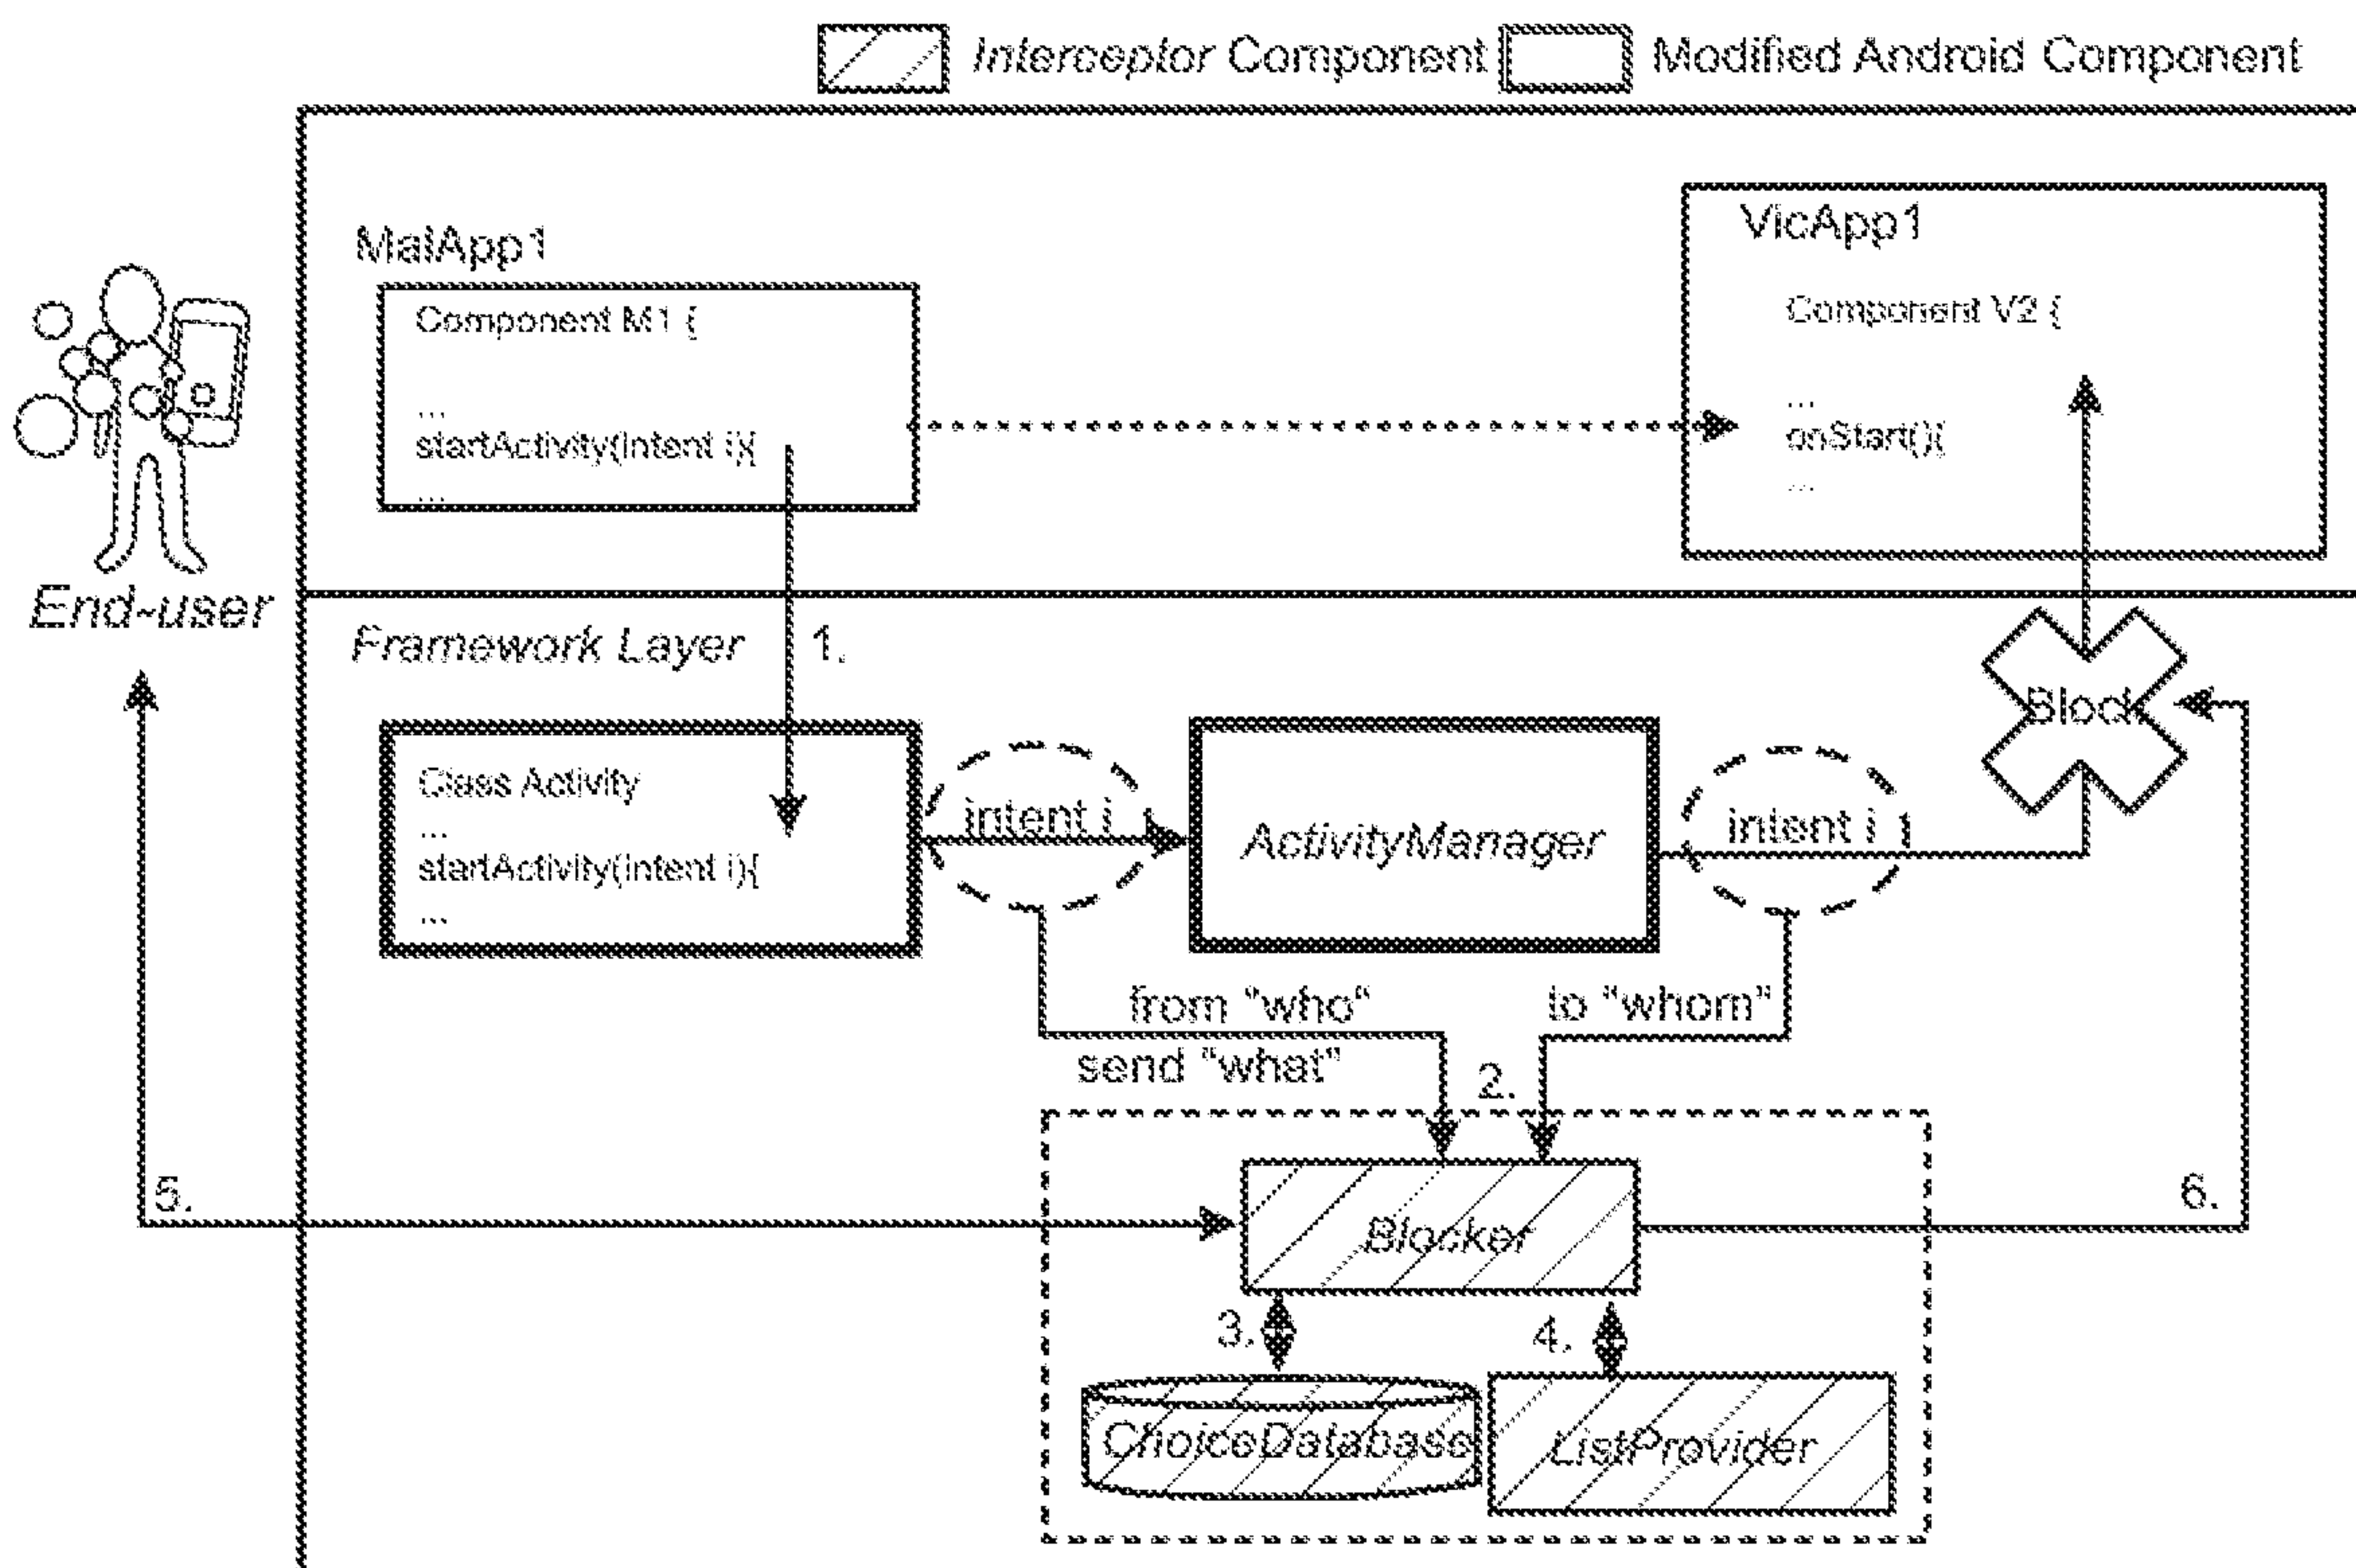 Interceptor Component
Modified Android Component
MalApp1
Component M1 {
...
startActivity(Intent i){
...
VicApp1
Component V2 {
...
onStart(){
...
End-user
Framework Layer
1.
Block
Class Activity
...
startActivity(Intent i){
...
intent i
ActivityManager
intent i
from "who"
send "what"
to "whom"
2.
5.
Blocker
6.
3.
4.
ChoiceDatabase
ListProvider